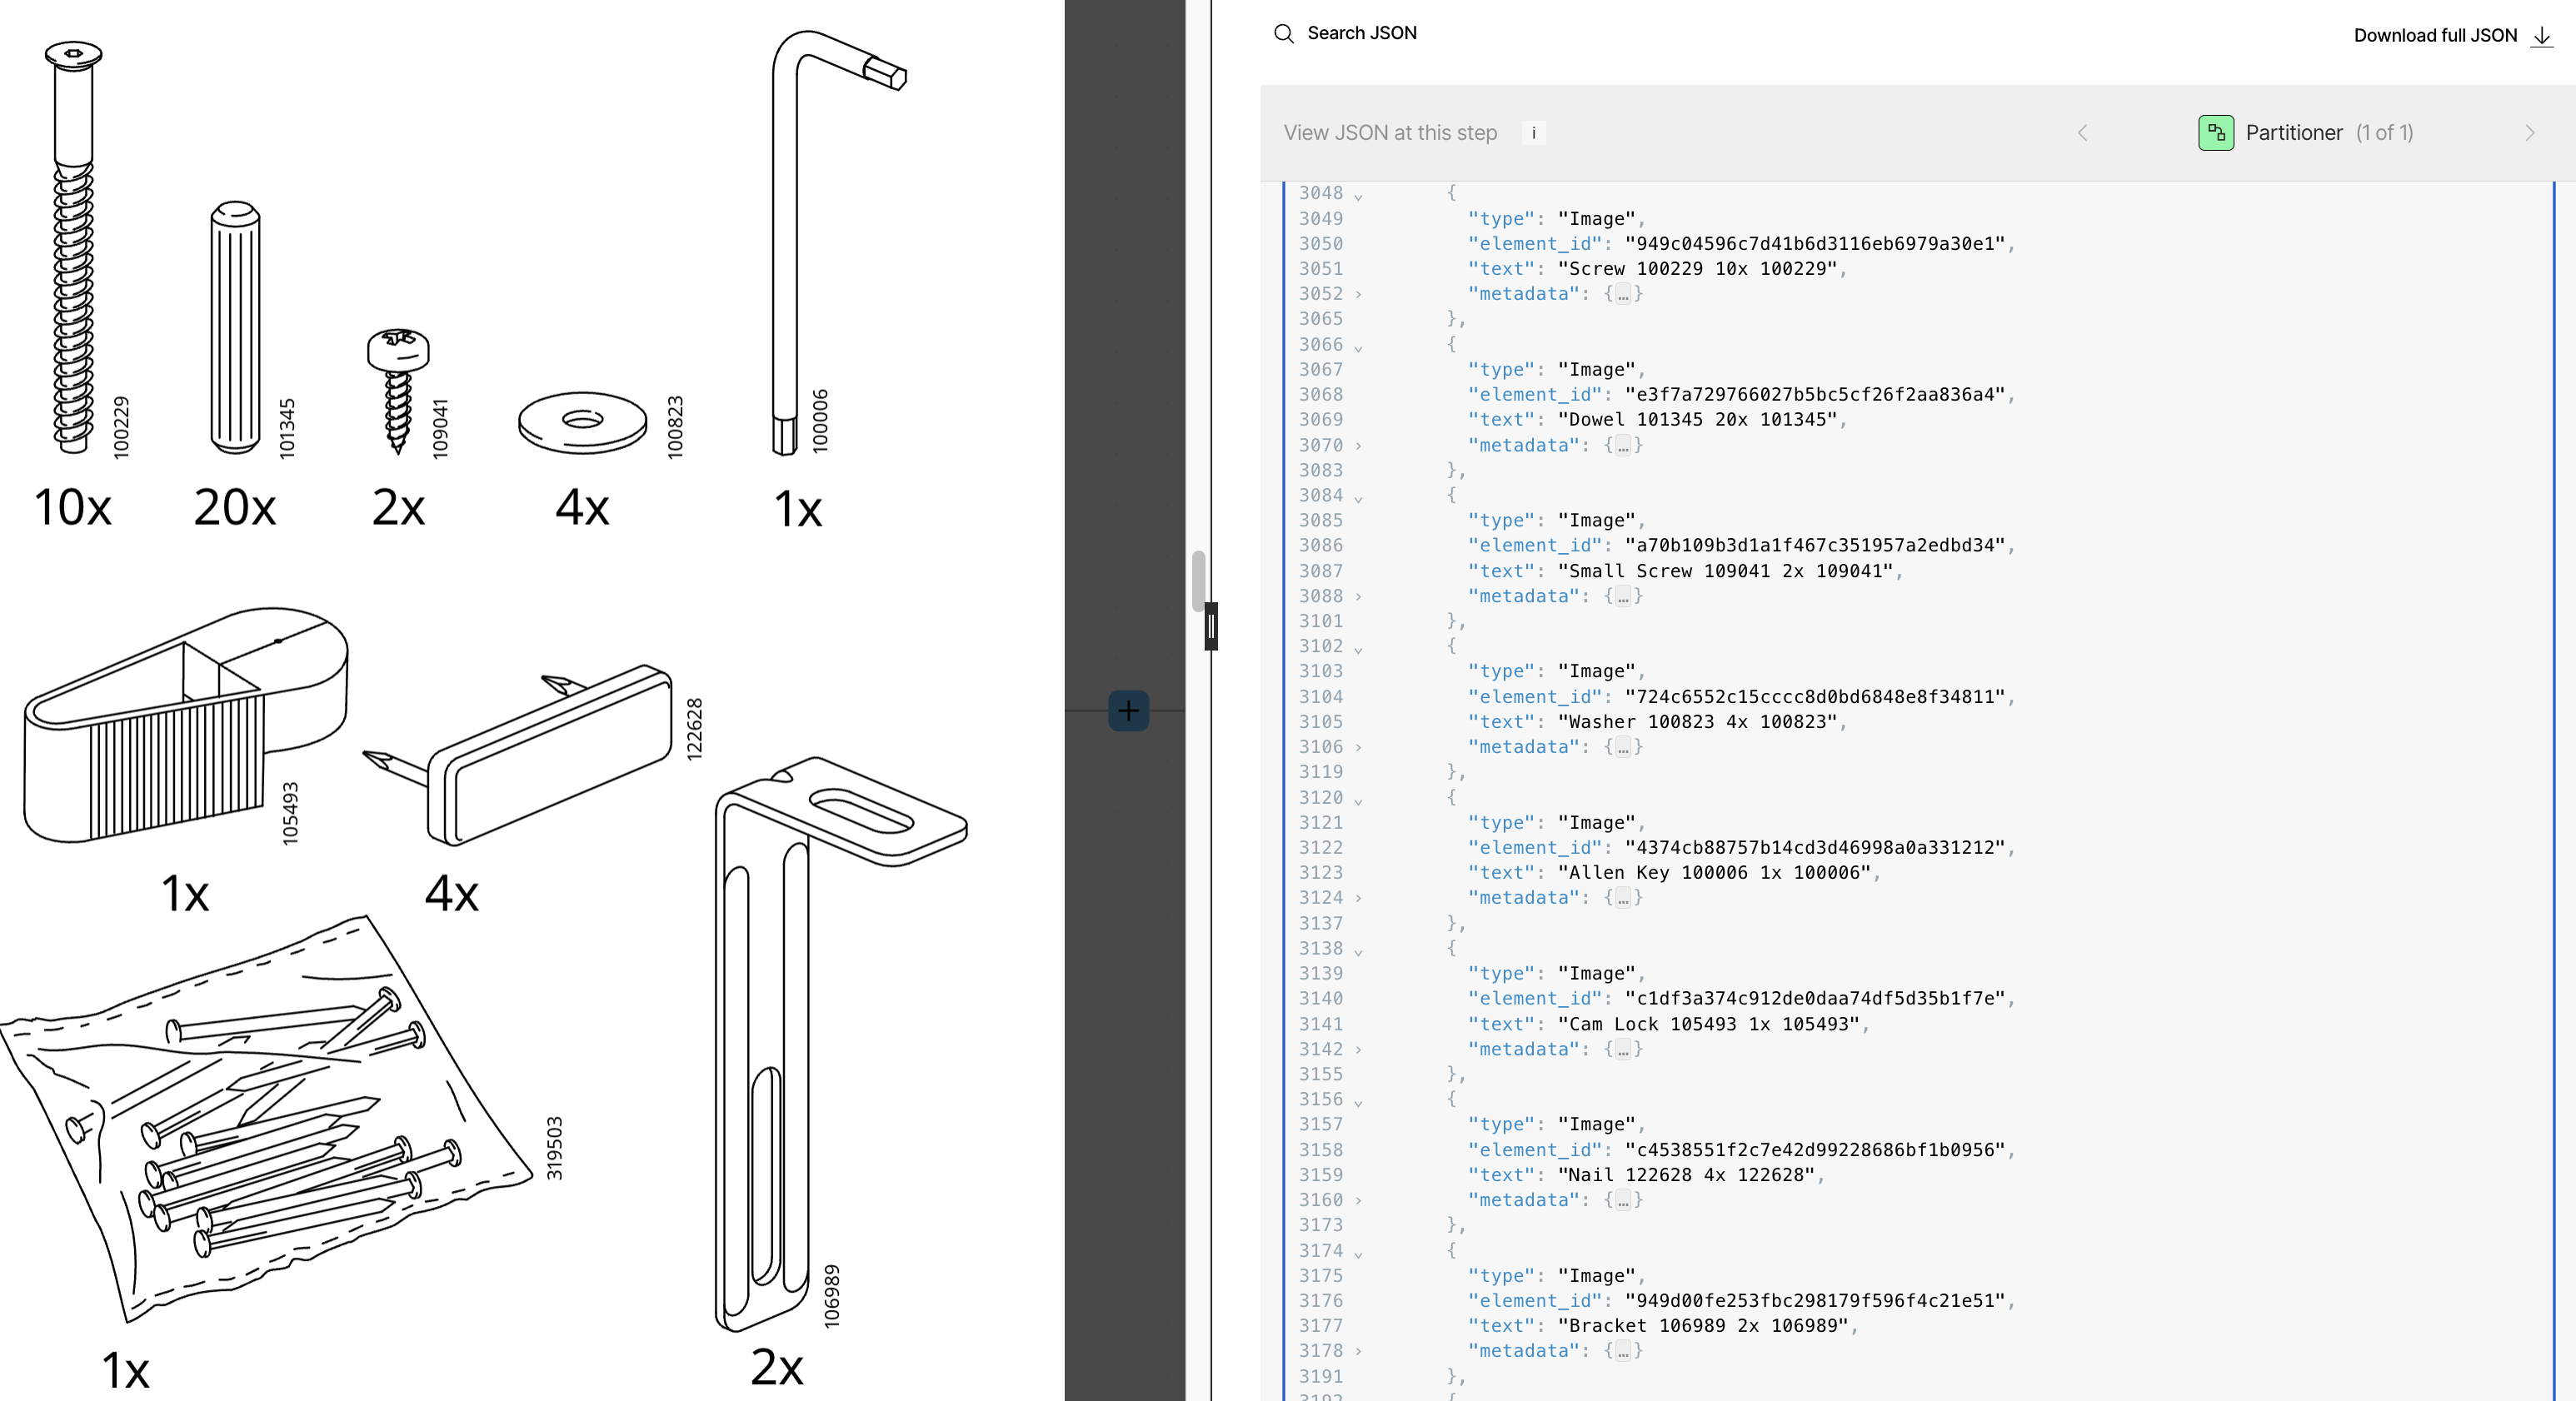 100229
101345
109041
100823
100006
10x
20x
2x
4x
1x
105493
122628
1x
4x
319503
106989
1x
2x
Search JSON
Download full JSON
View JSON at this step i
Partitioner (1 of 1)
3048 {
3049 "type": "Image",
3050 "element_id": "949c04596c7d41b6d3116eb6979a30e1",
3051 "text": "Screw 100229 10x 100229",
3052 "metadata": {…}
3065 },
3066 {
3067 "type": "Image",
3068 "element_id": "e3f7a729766027b5bc5cf26f2aa836a4",
3069 "text": "Dowel 101345 20x 101345",
3070 "metadata": {…}
3083 },
3084 {
3085 "type": "Image",
3086 "element_id": "a70b109b3d1a1f467c351957a2edbd34",
3087 "text": "Small Screw 109041 2x 109041",
3088 "metadata": {…}
3101 },
3102 {
3103 "type": "Image",
3104 "element_id": "724c6552c15cccc8d0bd6848e8f34811",
3105 "text": "Washer 100823 4x 100823",
3106 "metadata": {…}
3119 },
3120 {
3121 "type": "Image",
3122 "element_id": "4374cb88757b14cd3d46998a0a331212",
3123 "text": "Allen Key 100006 1x 100006",
3124 "metadata": {…}
3137 },
3138 {
3139 "type": "Image",
3140 "element_id": "c1df3a374c912de0daa74df5d35b1f7e",
3141 "text": "Cam Lock 105493 1x 105493",
3142 "metadata": {…}
3155 },
3156 {
3157 "type": "Image",
3158 "element_id": "c4538551f2c7e42d99228686bf1b0956",
3159 "text": "Nail 122628 4x 122628",
3160 "metadata": {…}
3173 },
3174 {
3175 "type": "Image",
3176 "element_id": "949d00fe253fbc298179f596f4c21e51",
3177 "text": "Bracket 106989 2x 106989",
3178 "metadata": {…}
3191 },
3192 {